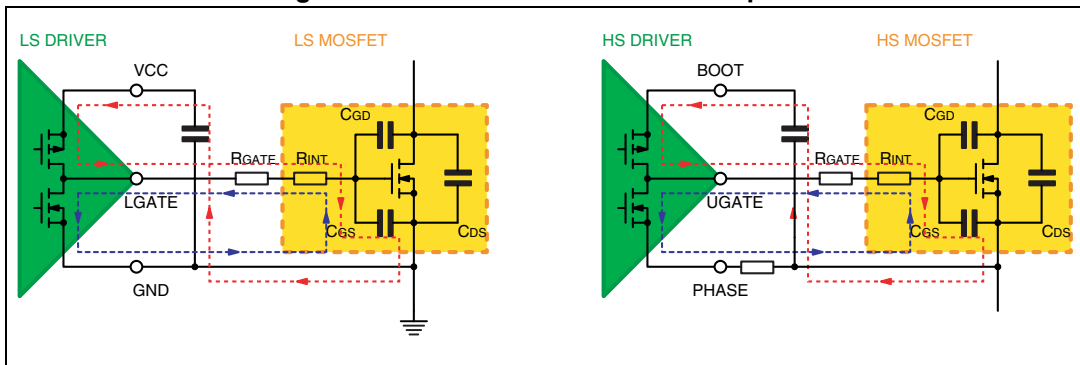 LS DRIVER
LS MOSFET
VCC
CGD
RGATE
RINT
LGATE
CGS
CDS
GND
HS DRIVER
HS MOSFET
BOOT
CGD
RGATE
RINT
UGATE
CGS
CDS
PHASE